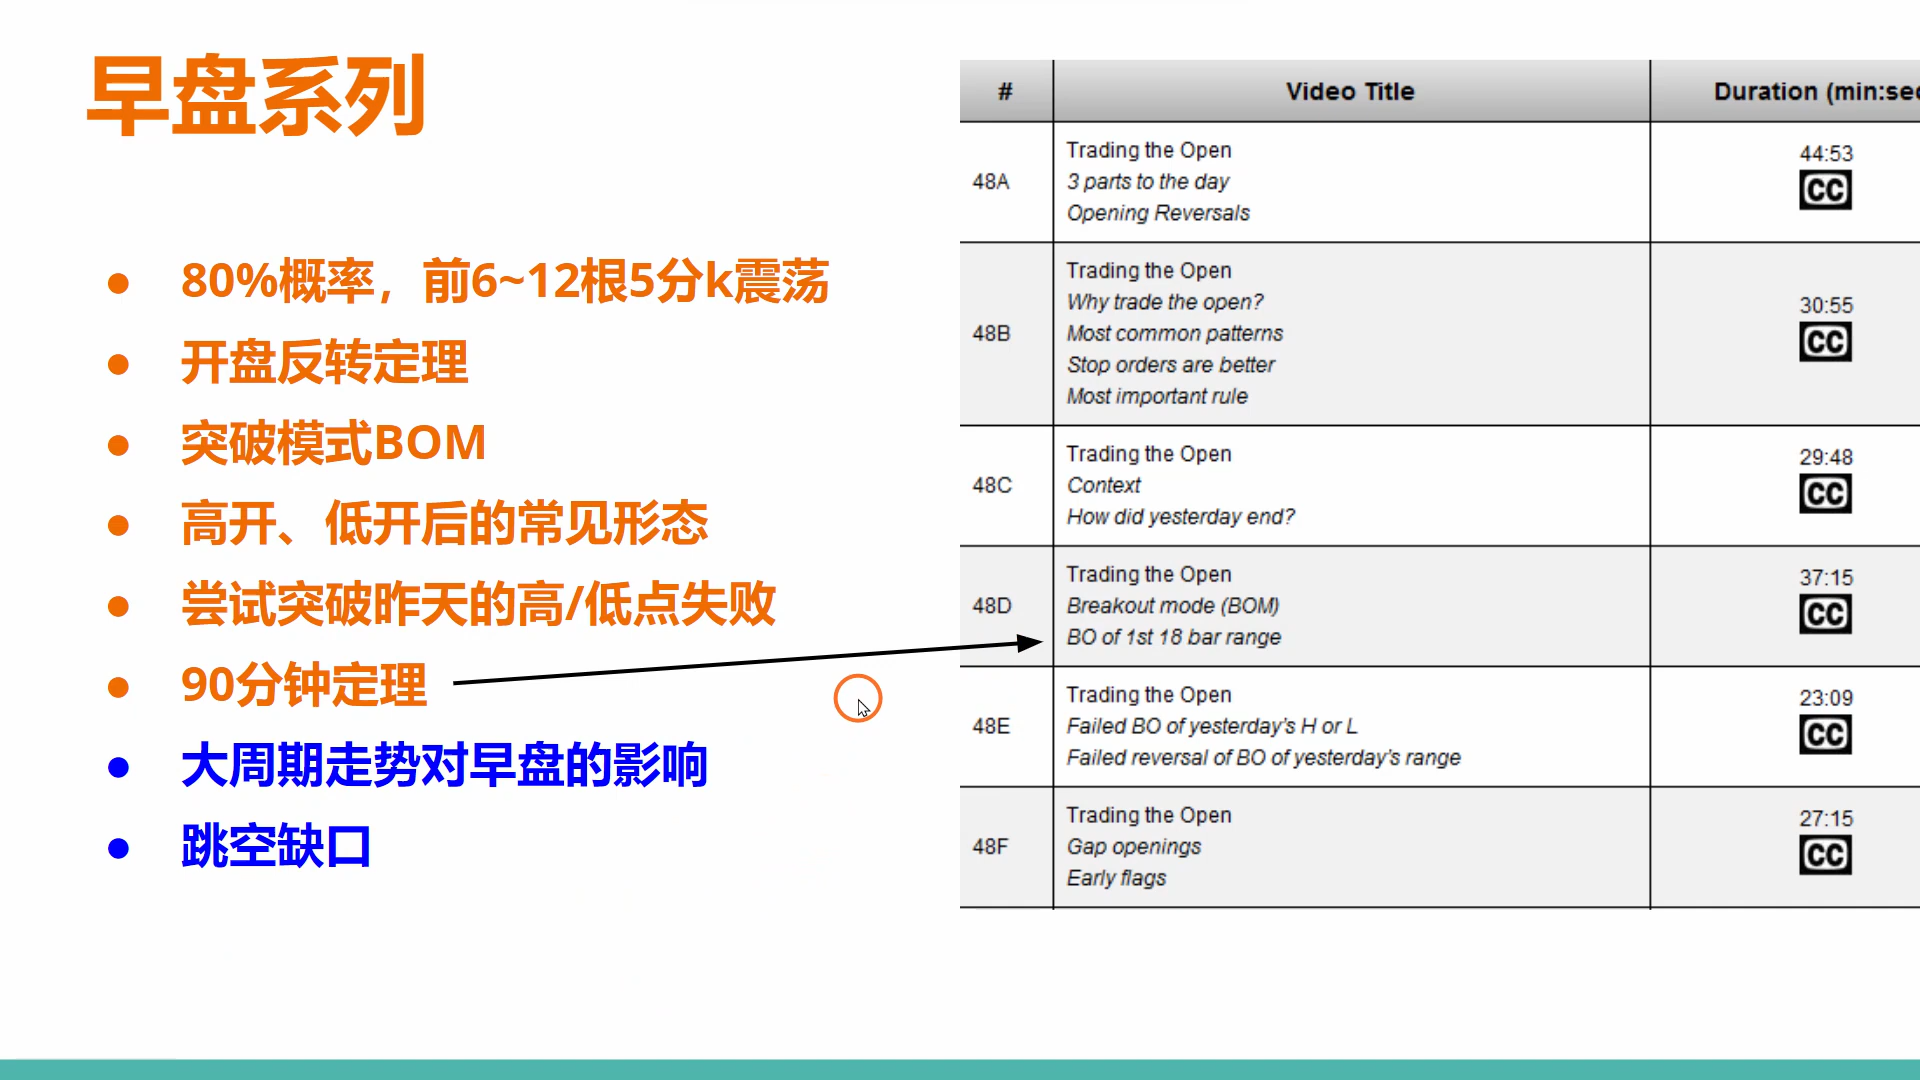 早盘系列
80%概率，前6~12根5分k震荡
开盘反转定理
突破模式BOM
高开、低开后的常见形态
尝试突破昨天的高/低点失败
90分钟定理
大周期走势对早盘的影响
跳空缺口
# Video Title Duration (min:sec
48A
Trading the Open
3 parts to the day
Opening Reversals
44:53
CC
48B
Trading the Open
Why trade the open?
Most common patterns
Stop orders are better
Most important rule
30:55
CC
48C
Trading the Open
Context
How did yesterday end?
29:48
CC
48D
Trading the Open
Breakout mode (BOM)
BO of 1st 18 bar range
37:15
CC
48E
Trading the Open
Failed BO of yesterday's H or L
Failed reversal of BO of yesterday's range
23:09
CC
48F
Trading the Open
Gap openings
Early flags
27:15
CC